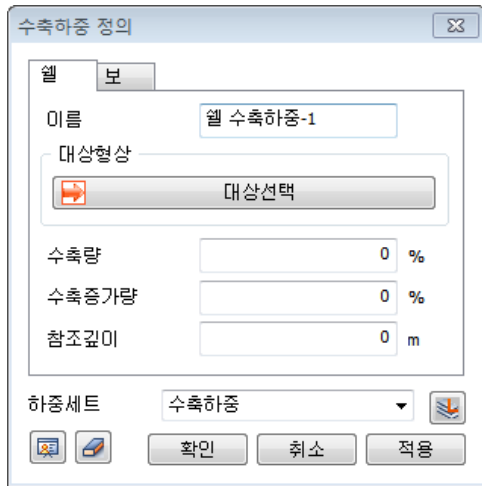 수축하중 정의
쉘 보
이름 쉘 수축하중-1
대상형상
대상선택
수축량 0 %
수축증가량 0 %
참조깊이 0 m
하중세트 수축하중
확인 취소 적용